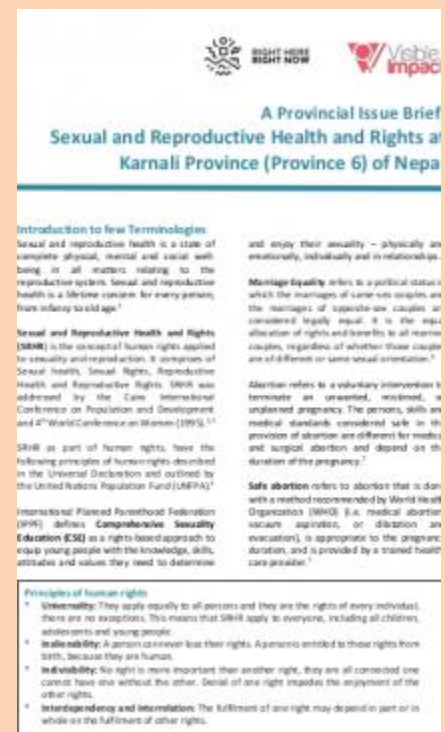 RIGHT HERE
RIGHT NOW
Visible
Impact
A Provincial Issue Brief
Sexual and Reproductive Health and Rights at
Karnali Province (Province 6) of Nepa
Introduction to few Terminologies
Sexual and reproductive health is a state of
complete physical, mental and social well-
being in all matters relating to the
reproductive system. Sexual and reproductive
health is a lifetime concern for every person,
from infancy to old age.¹
Sexual and Reproductive Health and Rights
(SRHR) is the concept of human rights applied
to sexuality and reproduction. It comprises of
Sexual health, Sexual Rights, Reproductive
Health and Reproductive Rights. SRHR was
addressed by the Cairo International
Conference on Population and Development
and 4th World Conference on Women (1995).
SRHR as part of human rights, have the
following principles of human rights described
in the Universal Declaration and outlined by
the United Nations Population Fund (UNFPA).
International Planned Parenthood Federation
(IPPF) defines Comprehensive Sexuality
Education (CSE) as a rights-based approach to
equip young people with the knowledge, skills,
attitudes and values they need to determine
and enjoy their sexuality – physically an
emotionally, individually and in relationships.
Marriage Equality refers to a political status i
which the marriages of same-sex couples an
the marriages of opposite-sex couples ar
considered legally equal. It is the equa
allocation of rights and benefits to all marrie
couples, regardless of whether those couple
are of different or same sexual orientation.
Abortion refers to a voluntary intervention t
terminate an unwanted, mistimed, o
unplanned pregnancy. The persons, skills an
medical standards considered safe in th
provision of abortion are different for medica
and surgical abortion and depend on th
duration of the pregnancy.
Safe abortion refers to abortion that is don
with a method recommended by World Healt
Organization (WHO) (i.e. medical abortion
vacuum aspiration, or dilatation an
evacuation), is appropriate to the pregnanc
duration, and is provided by a trained health
care provider.
Principles of human rights
Universality: They apply equally to all persons and they are the rights of every individual,
there are no exceptions. This means that SRHR apply to everyone, including all children,
adolescents and young people.
Inalienability: A person can never lose their rights. A person is entitled to those rights from
birth, because they are human.
Indivisibility: No right is more important than another right, they are all connected one
cannot have one without the other. Denial of one right impedes the enjoyment of the
other rights.
Interdependency and interrelation: The fulfilment of one right may depend in part or in
whole on the fulfilment of other rights.